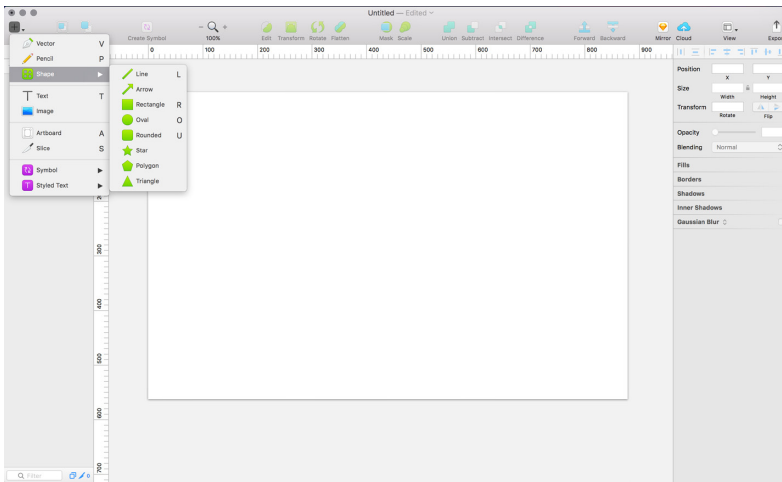 Untitled — Edited
Create Symbol
100%
Edit Transform Rotate Flatten
Mask Scale
Union Subtract Intersect Difference
Forward Backward
Mirror Cloud
View
Expor
Vector V
Pencil P
Shape
Text T
Image
Artboard A
Slice S
Symbol
Styled Text
Line L
Arrow
Rectangle R
Oval O
Rounded U
Star
Polygon
Triangle
0 100 200 300 400 500 600 700 800 900
300
400
500
600
700
Position
X Y
Size
Width Height
Transform
Rotate Flip
Opacity
Blending Normal
Fills
Borders
Shadows
Inner Shadows
Gaussian Blur
Filter 0